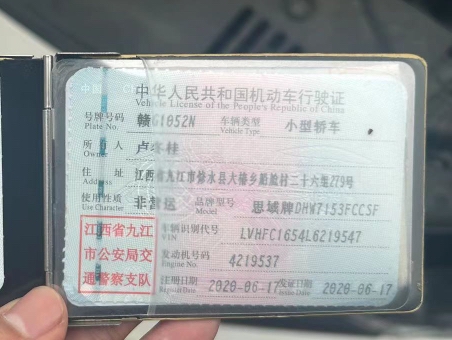 中华人民共和国机动车行驶证
Vehicle License of the People's Republic of China
号牌号码 赣G1052N 车辆类型 小型轿车
Plate No. Vehicle Type
所有人 卢冬桂
Owner
住址 江西省九江市修水县大椿乡船舱村二十六组279号
Address
使用性质 非营运 品牌型号 思域牌DHW7153FCCSF
Use Character Model
江西省九江
市公安局交
通警察支队
车辆识别代号 LVHFC1654L6219547
VIN
发动机号码 4219537
Engine No.
注册日期 2020-06-17 发证日期 2020-06-17
Register Date Issue Date